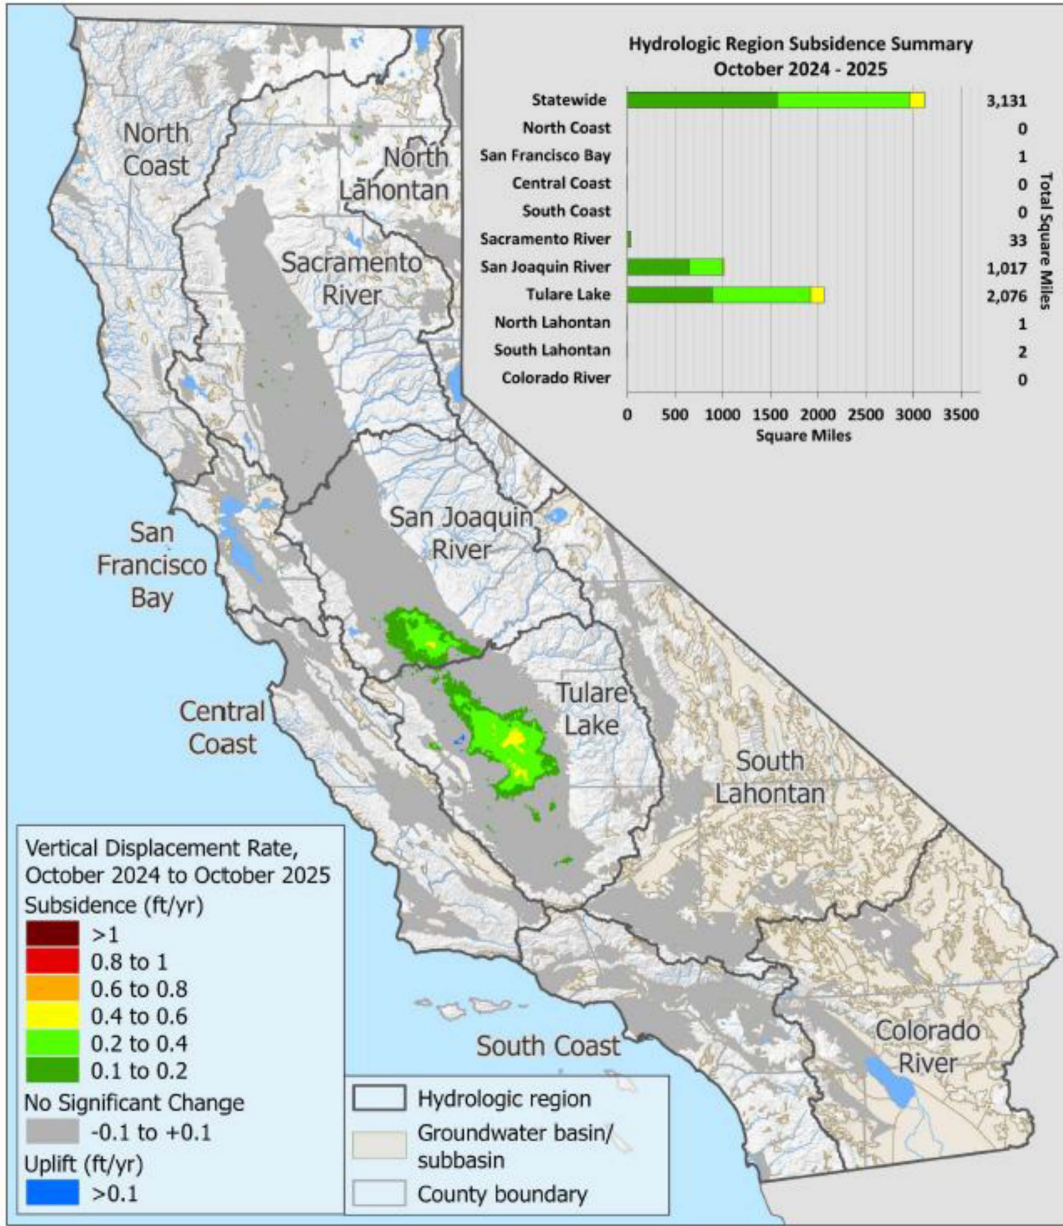 Hydrologic Region Subsidence Summary
October 2024 - 2025
Statewide 3,131
North Coast 0
San Francisco Bay 1
Central Coast 0
South Coast 0
Sacramento River 33
San Joaquin River 1,017
Tulare Lake 2,076
North Lahontan 1
South Lahontan 2
Colorado River 0
Total Square Miles
0 500 1000 1500 2000 2500 3000 3500
Square Miles
North
Coast
North
Lahontan
Sacramento
River
San Joaquin
River
San
Francisco
Bay
Tulare
Lake
Central
Coast
South
Lahontan
South Coast
Colorado
River
Vertical Displacement Rate,
October 2024 to October 2025
Subsidence (ft/yr)
>1
0.8 to 1
0.6 to 0.8
0.4 to 0.6
0.2 to 0.4
0.1 to 0.2
No Significant Change
-0.1 to +0.1
Uplift (ft/yr)
>0.1
Hydrologic region
Groundwater basin/
subbasin
County boundary